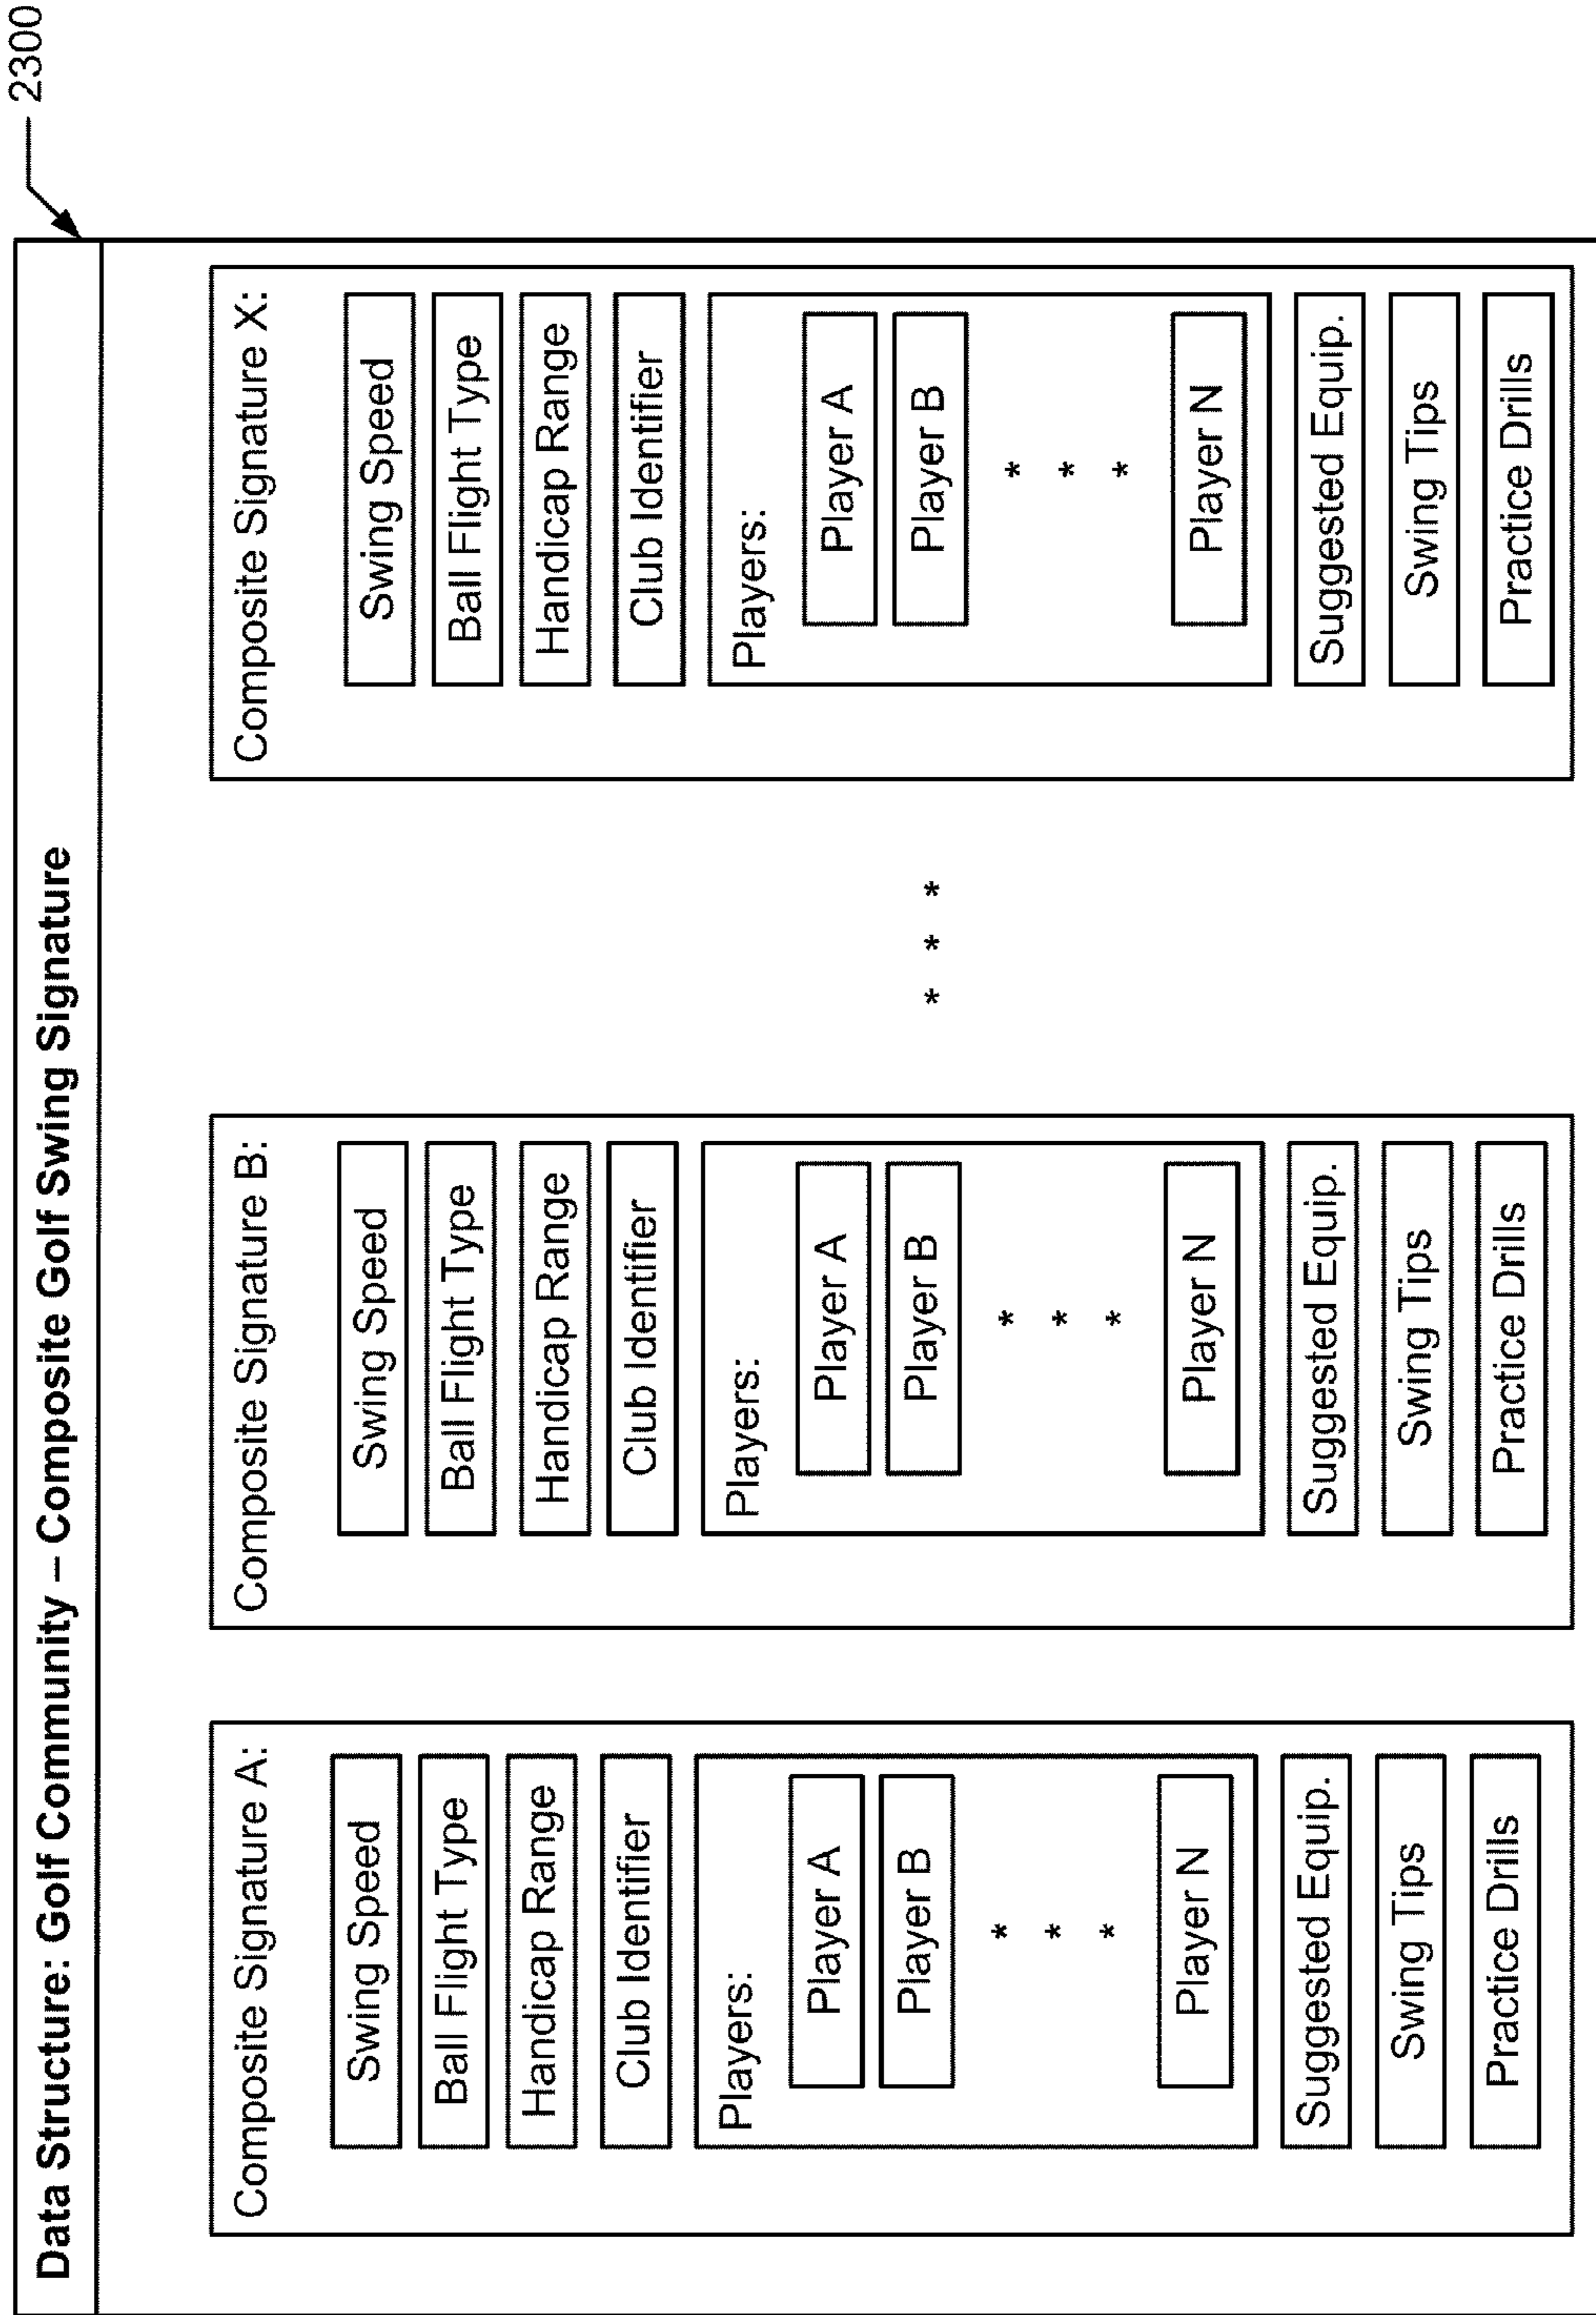 2300
Data Structure: Golf Community – Composite Golf Swing Signature
Composite Signature A:
Swing Speed
Ball Flight Type
Handicap Range
Club Identifier
Players:
Player A
Player B
*
*
*
Player N
Suggested Equip.
Swing Tips
Practice Drills
Composite Signature B:
Swing Speed
Ball Flight Type
Handicap Range
Club Identifier
Players:
Player A
Player B
*
*
*
Player N
Suggested Equip.
Swing Tips
Practice Drills
* * *
Composite Signature X:
Swing Speed
Ball Flight Type
Handicap Range
Club Identifier
Players:
Player A
Player B
*
*
*
Player N
Suggested Equip.
Swing Tips
Practice Drills